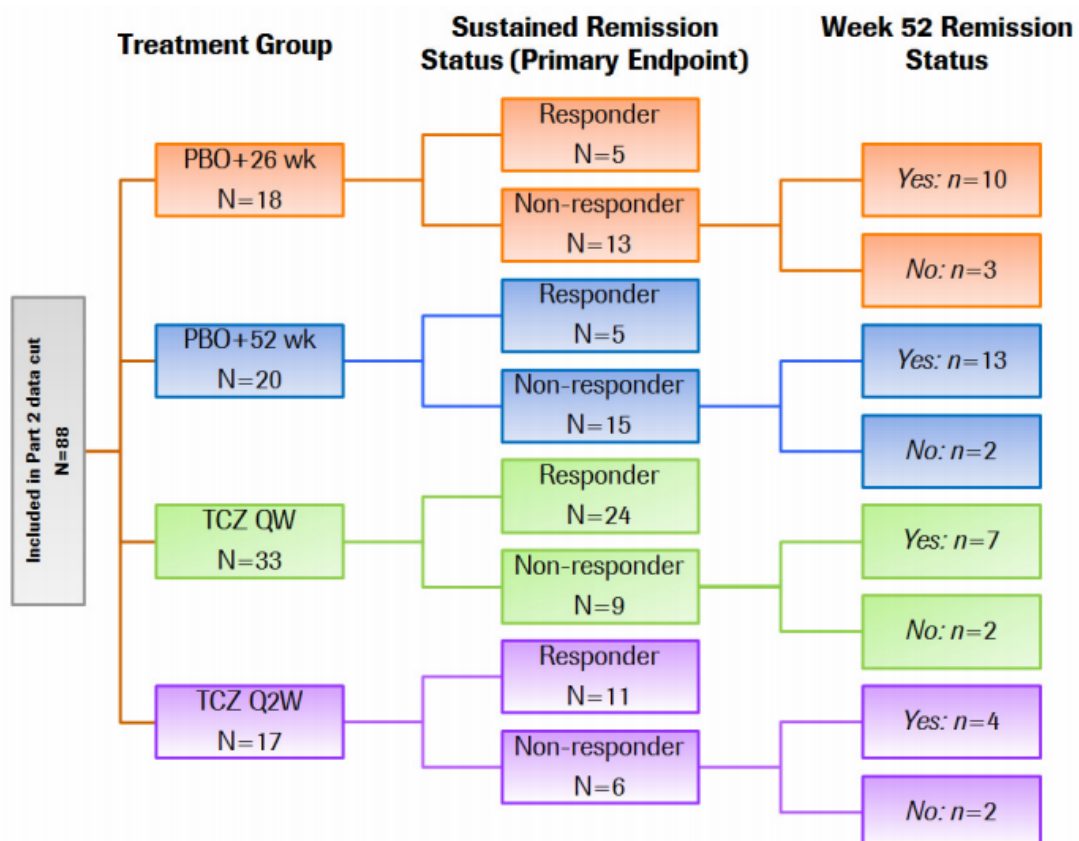 Treatment Group
Sustained Remission
Status (Primary Endpoint)
Week 52 Remission
Status
Included in Part 2 data cut
N=88
PBO+26 wk
N=18
Responder
N=5
Non-responder
N=13
Yes: n=10
No: n=3
PBO+52 wk
N=20
Responder
N=5
Non-responder
N=15
Yes: n=13
No: n=2
TCZ QW
N=33
Responder
N=24
Non-responder
N=9
Yes: n=7
No: n=2
TCZ Q2W
N=17
Responder
N=11
Non-responder
N=6
Yes: n=4
No: n=2